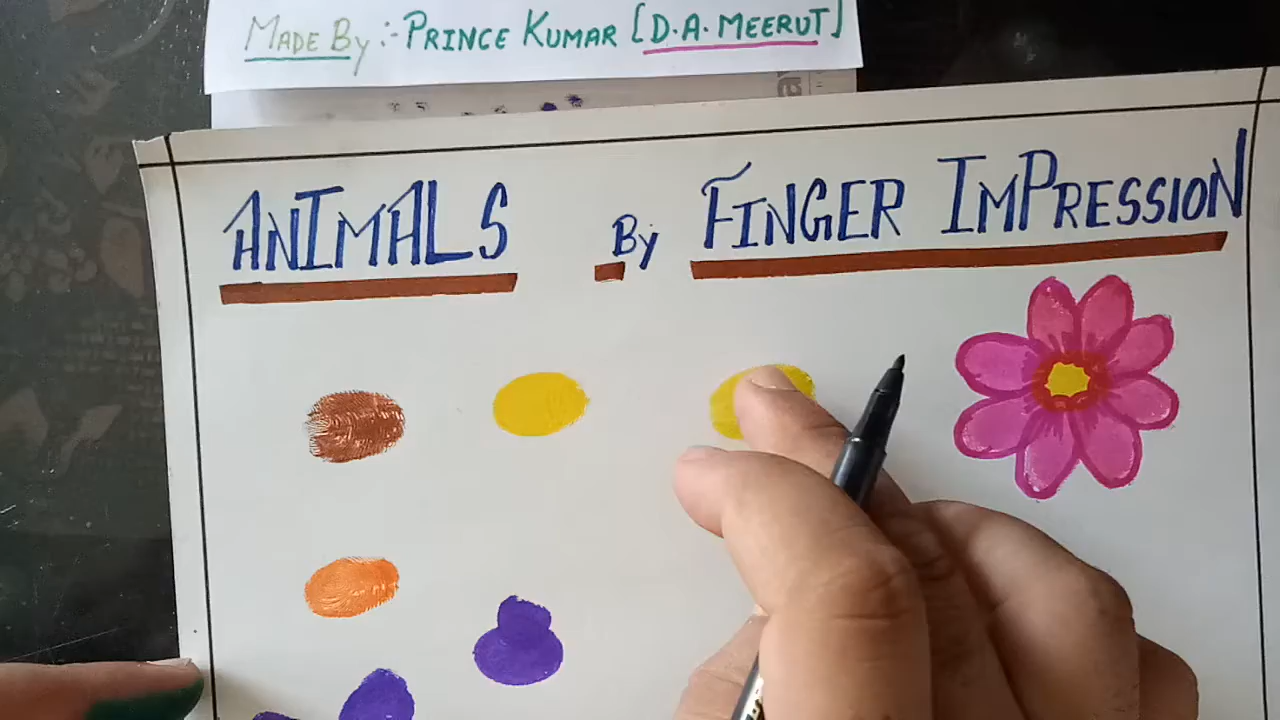 MADE By :- PRINCE KUMAR [D.A. MEERUT]
ANIMALS By FINGER IMPRESSION